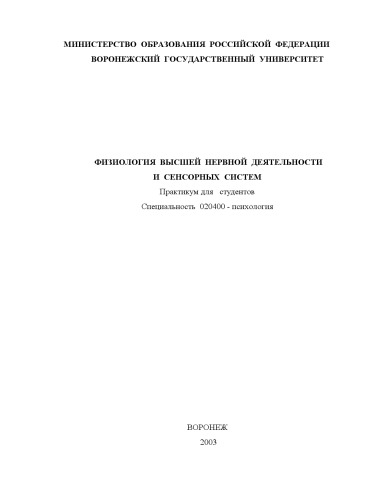 МИНИСТЕРСТВО ОБРАЗОВАНИЯ РОССИЙСКОЙ ФЕДЕРАЦИИ
ВОРОНЕЖСКИЙ ГОСУДАРСТВЕННЫЙ УНИВЕРСИТЕТ
ФИЗИОЛОГИЯ ВЫСШЕЙ НЕРВНОЙ ДЕЯТЕЛЬНОСТИ
И СЕНСОРНЫХ СИСТЕМ
Практикум для студентов
Специальность 020400 - психология
ВОРОНЕЖ
2003